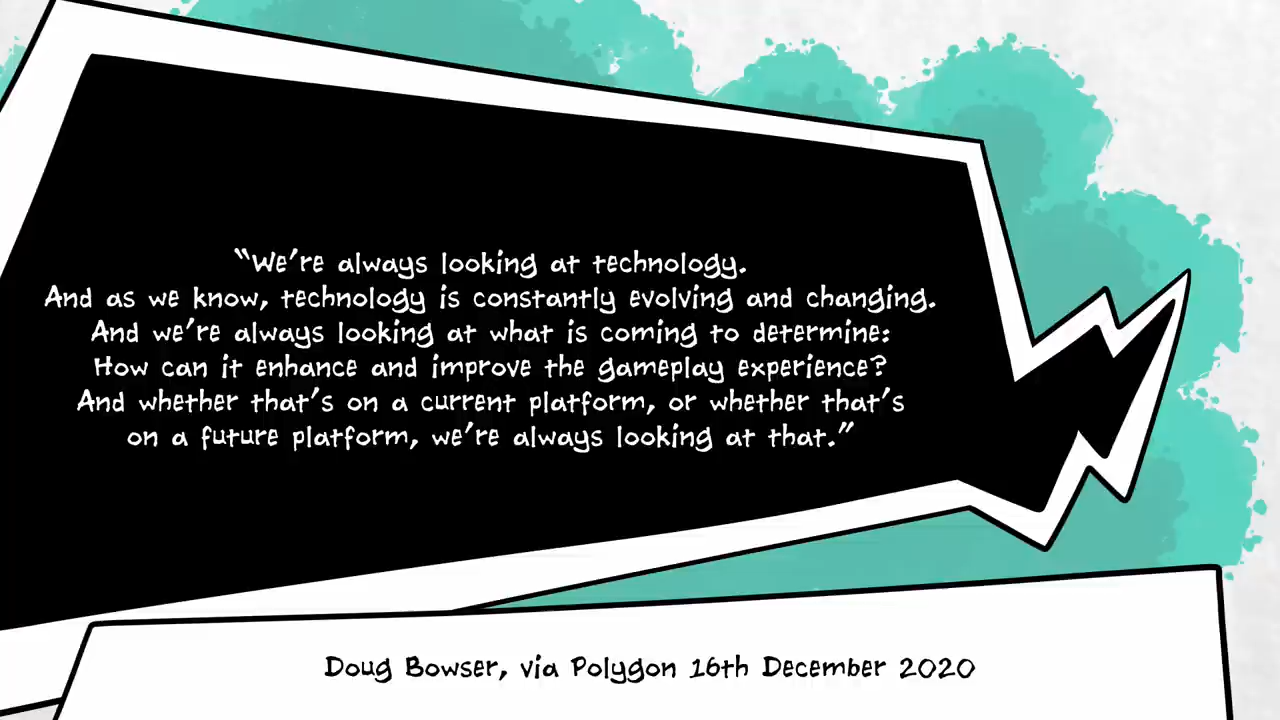 “We’re always looking at technology.
And as we know, technology is constantly evolving and changing.
And we’re always looking at what is coming to determine:
How can it enhance and improve the gameplay experience?
And whether that’s on a current platform, or whether that’s
on a future platform, we’re always looking at that.”
Doug Bowser, via Polygon 16th December 2020